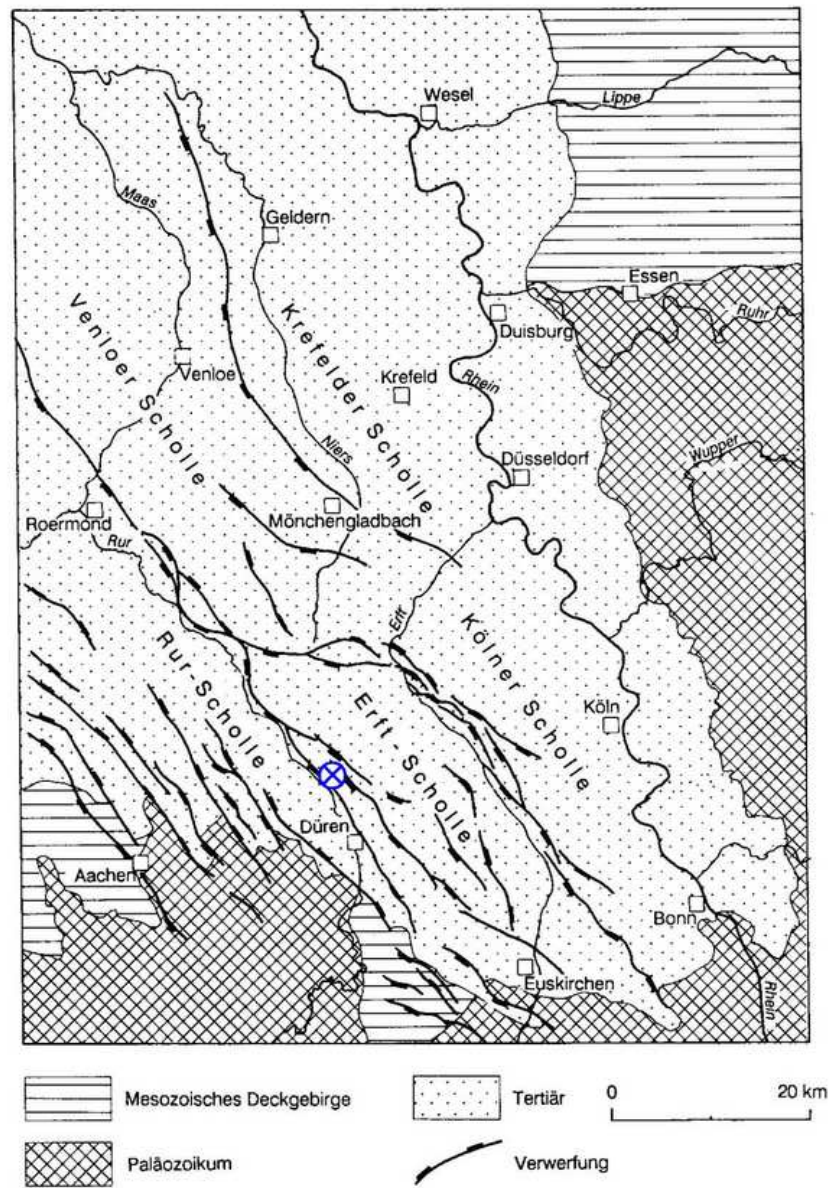 Wesel
Lippe
Maas
Geldern
Essen
Ruhr
Duisburg
Venloer Scholle
Krefelder Scholle
Venloe
Krefeld
Rhein
Niers
Wupper
Düsseldorf
Roermond
Mönchengladbach
Rur
Erft
Kölner Scholle
Rur-Scholle
Erft-Scholle
Köln
Düren
Aachen
Bonn
Euskirchen
Rhein
Mesozoisches Deckgebirge
Tertiär
0 20 km
Paläozoikum
Verwerfung